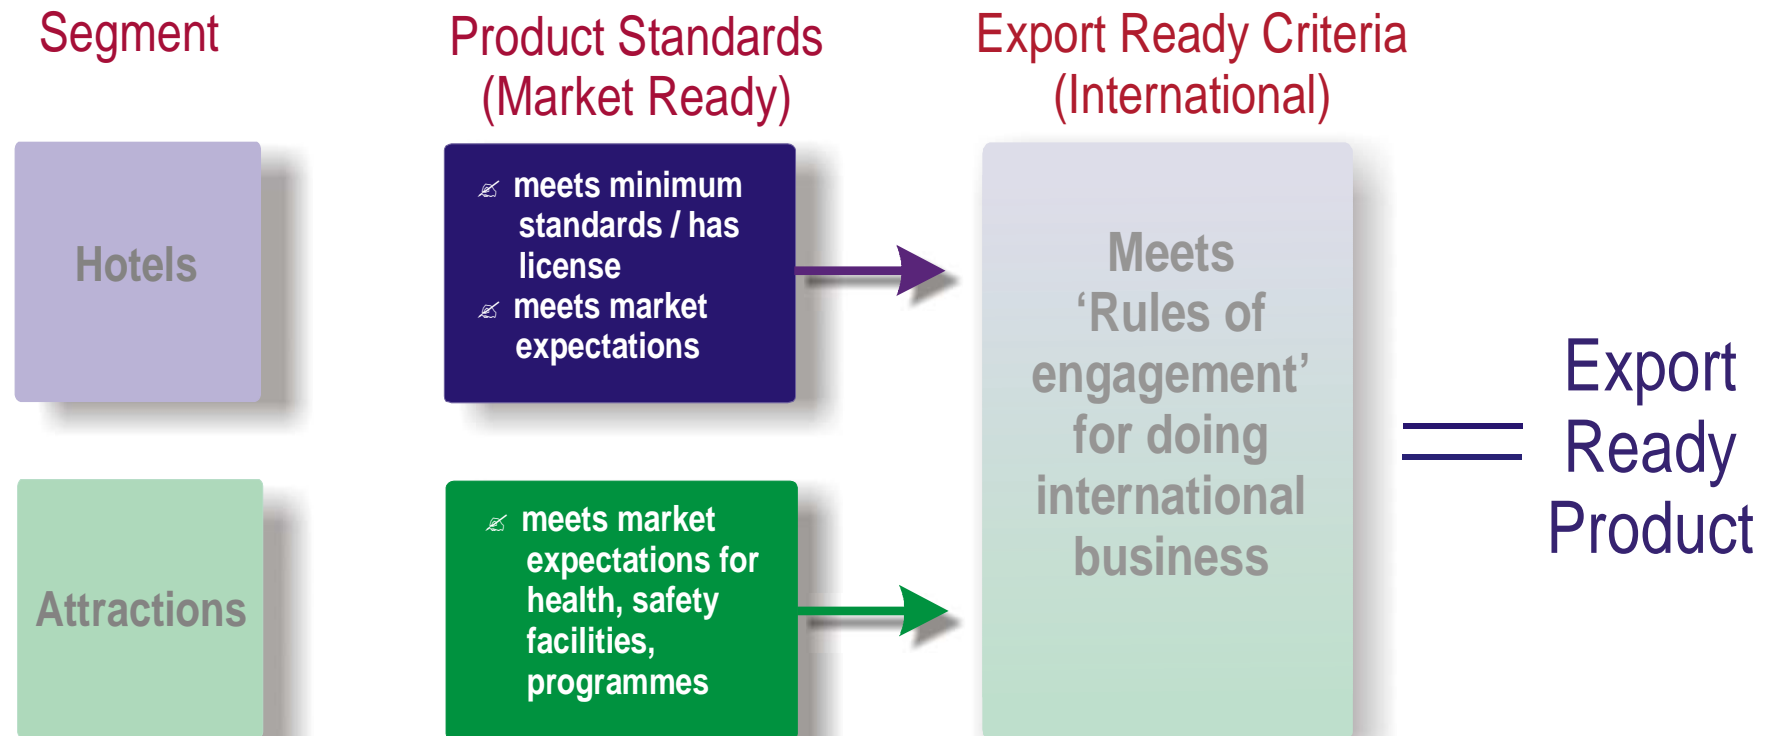 Segment
Product Standards
(Market Ready)
Export Ready Criteria
(International)
Hotels
meets minimum
standards / has
license
meets market
expectations
Meets
‘Rules of
engagement’
for doing
international
business
Export
Ready
Product
Attractions
meets market
expectations for
health, safety
facilities,
programmes